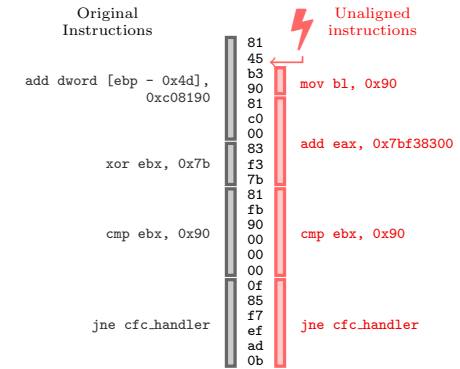 Original
Instructions
Unaligned
instructions
81
45
b3
90
81
c0
00
83
f3
7b
81
fb
90
00
00
00
0f
85
f7
ef
ad
0b
add dword [ebp - 0x4d],
0xc08190
xor ebx, 0x7b
cmp ebx, 0x90
jne cfc_handler
mov bl, 0x90
add eax, 0x7bf38300
cmp ebx, 0x90
jne cfc_handler